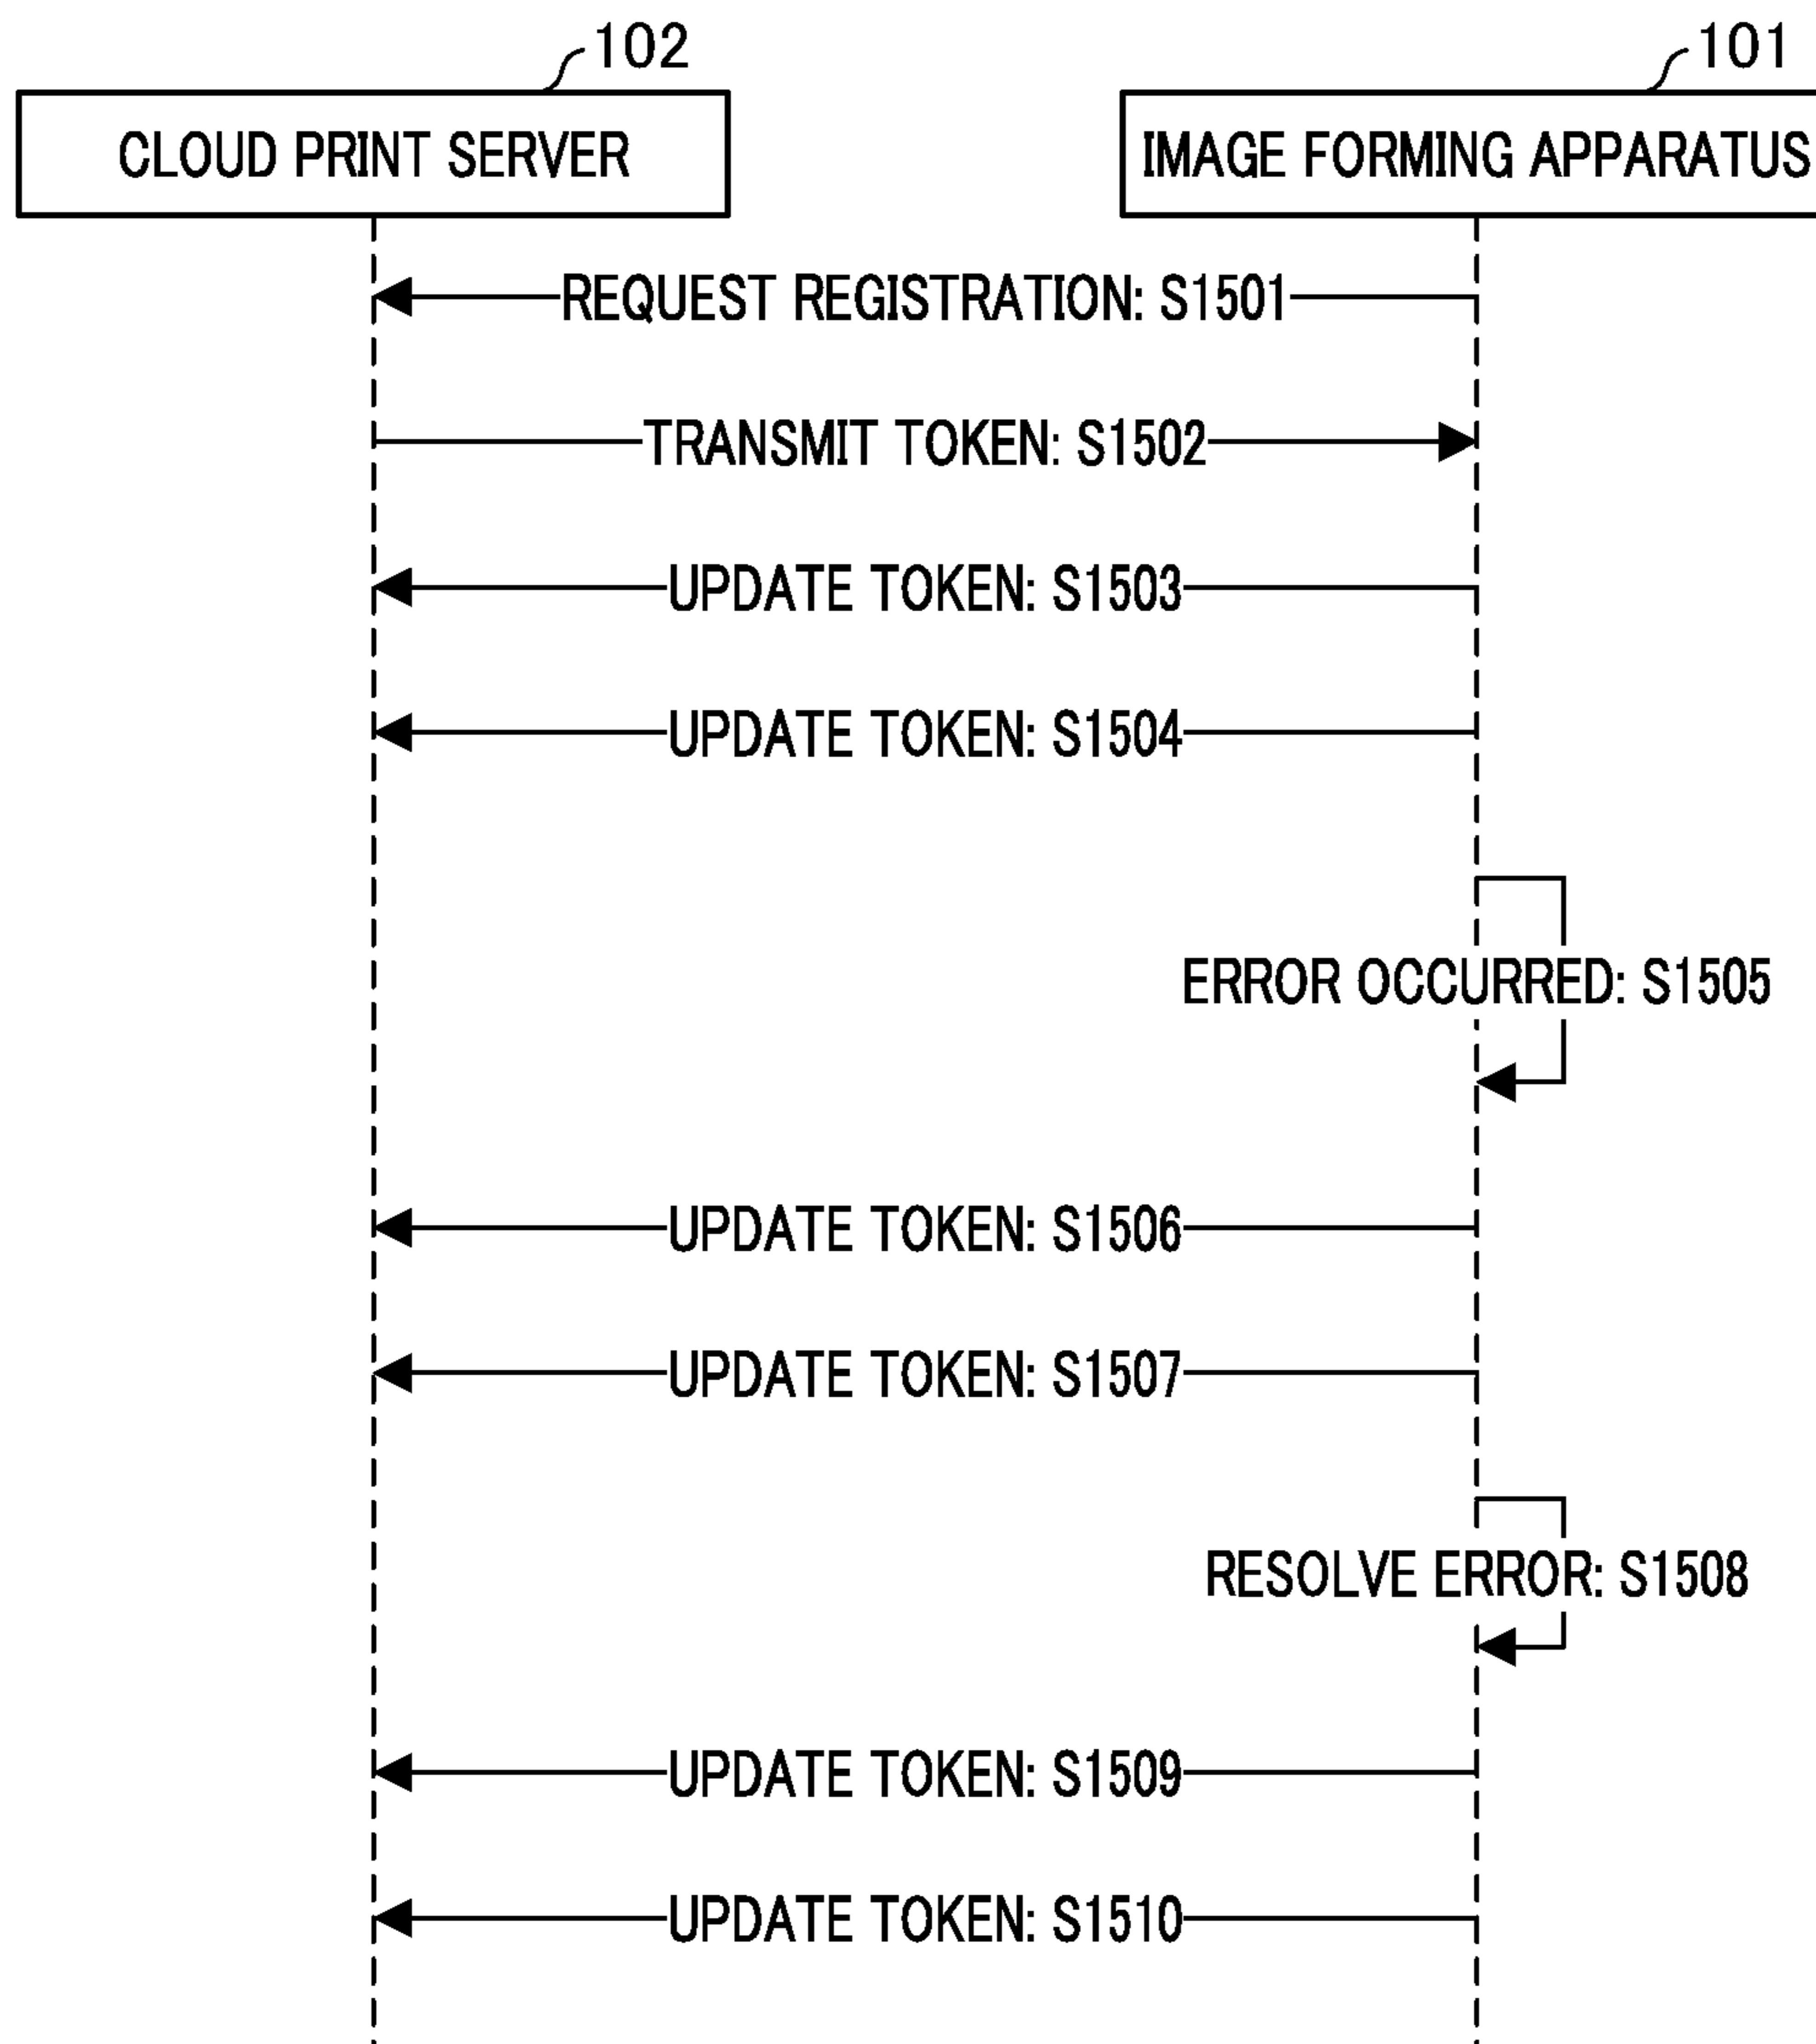 102
101
CLOUD PRINT SERVER
IMAGE FORMING APPARATUS
REQUEST REGISTRATION: S1501
TRANSMIT TOKEN: S1502
UPDATE TOKEN: S1503
UPDATE TOKEN: S1504
ERROR OCCURRED: S1505
UPDATE TOKEN: S1506
UPDATE TOKEN: S1507
RESOLVE ERROR: S1508
UPDATE TOKEN: S1509
UPDATE TOKEN: S1510